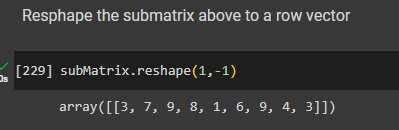 Resphape the submatrix above to a row vector
[229] subMatrix.reshape(1,-1)
0s
array([[3, 7, 9, 8, 1, 6, 9, 4, 3]])